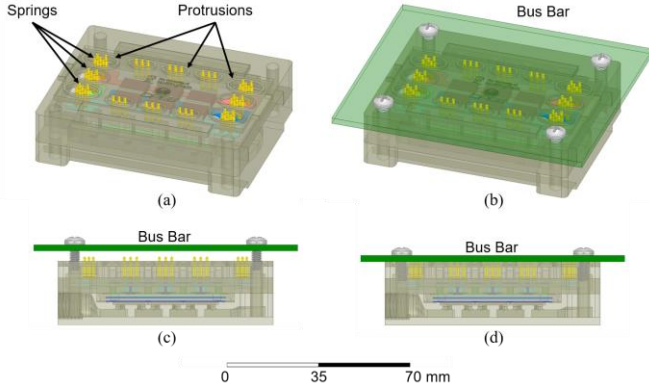 Springs Protrusions Bus Bar
(a) (b)
Bus Bar Bus Bar
(c) (d)
0 35 70 mm